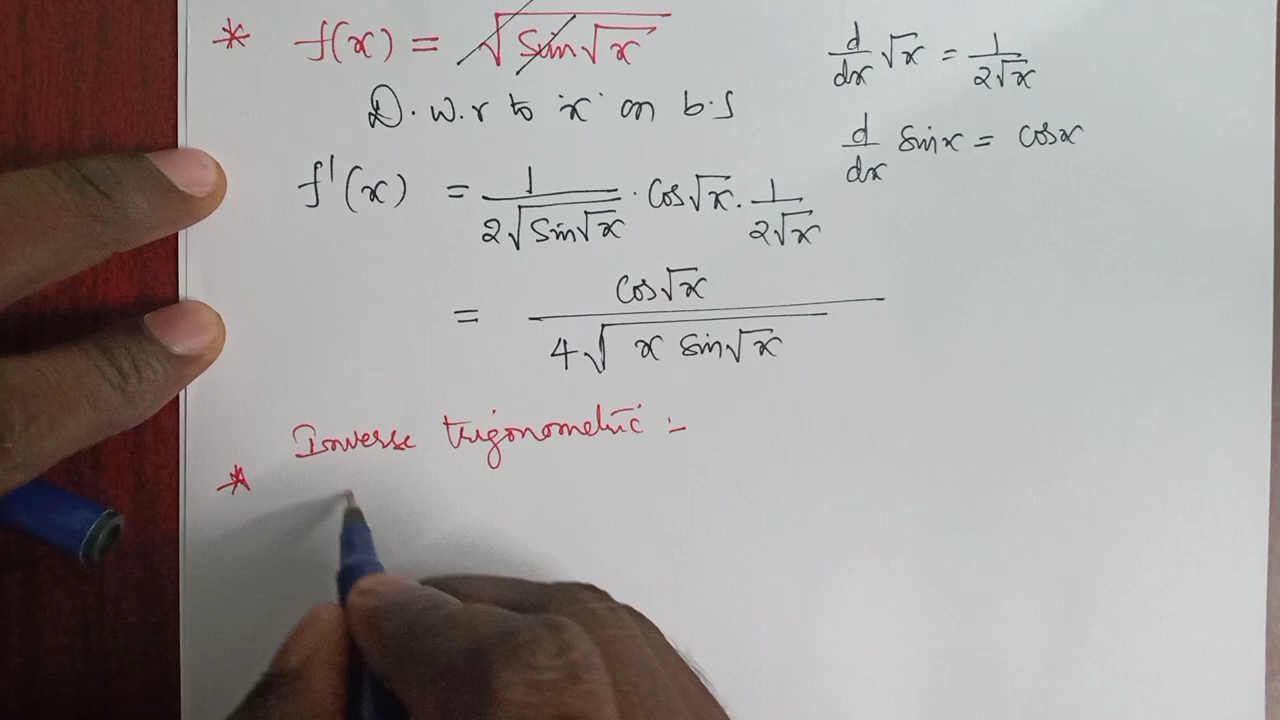 * f(x) = √(sin√x)
d/dx √x = 1/(2√x)
D. w.r to 'x' on b.s
d/dx sinx = cosx
f'(x) = 1/(2√(sin√x)) · cos√x · 1/(2√x)
= cos√x/(4√(x sin√x))
Inverse trigonometric :-
*